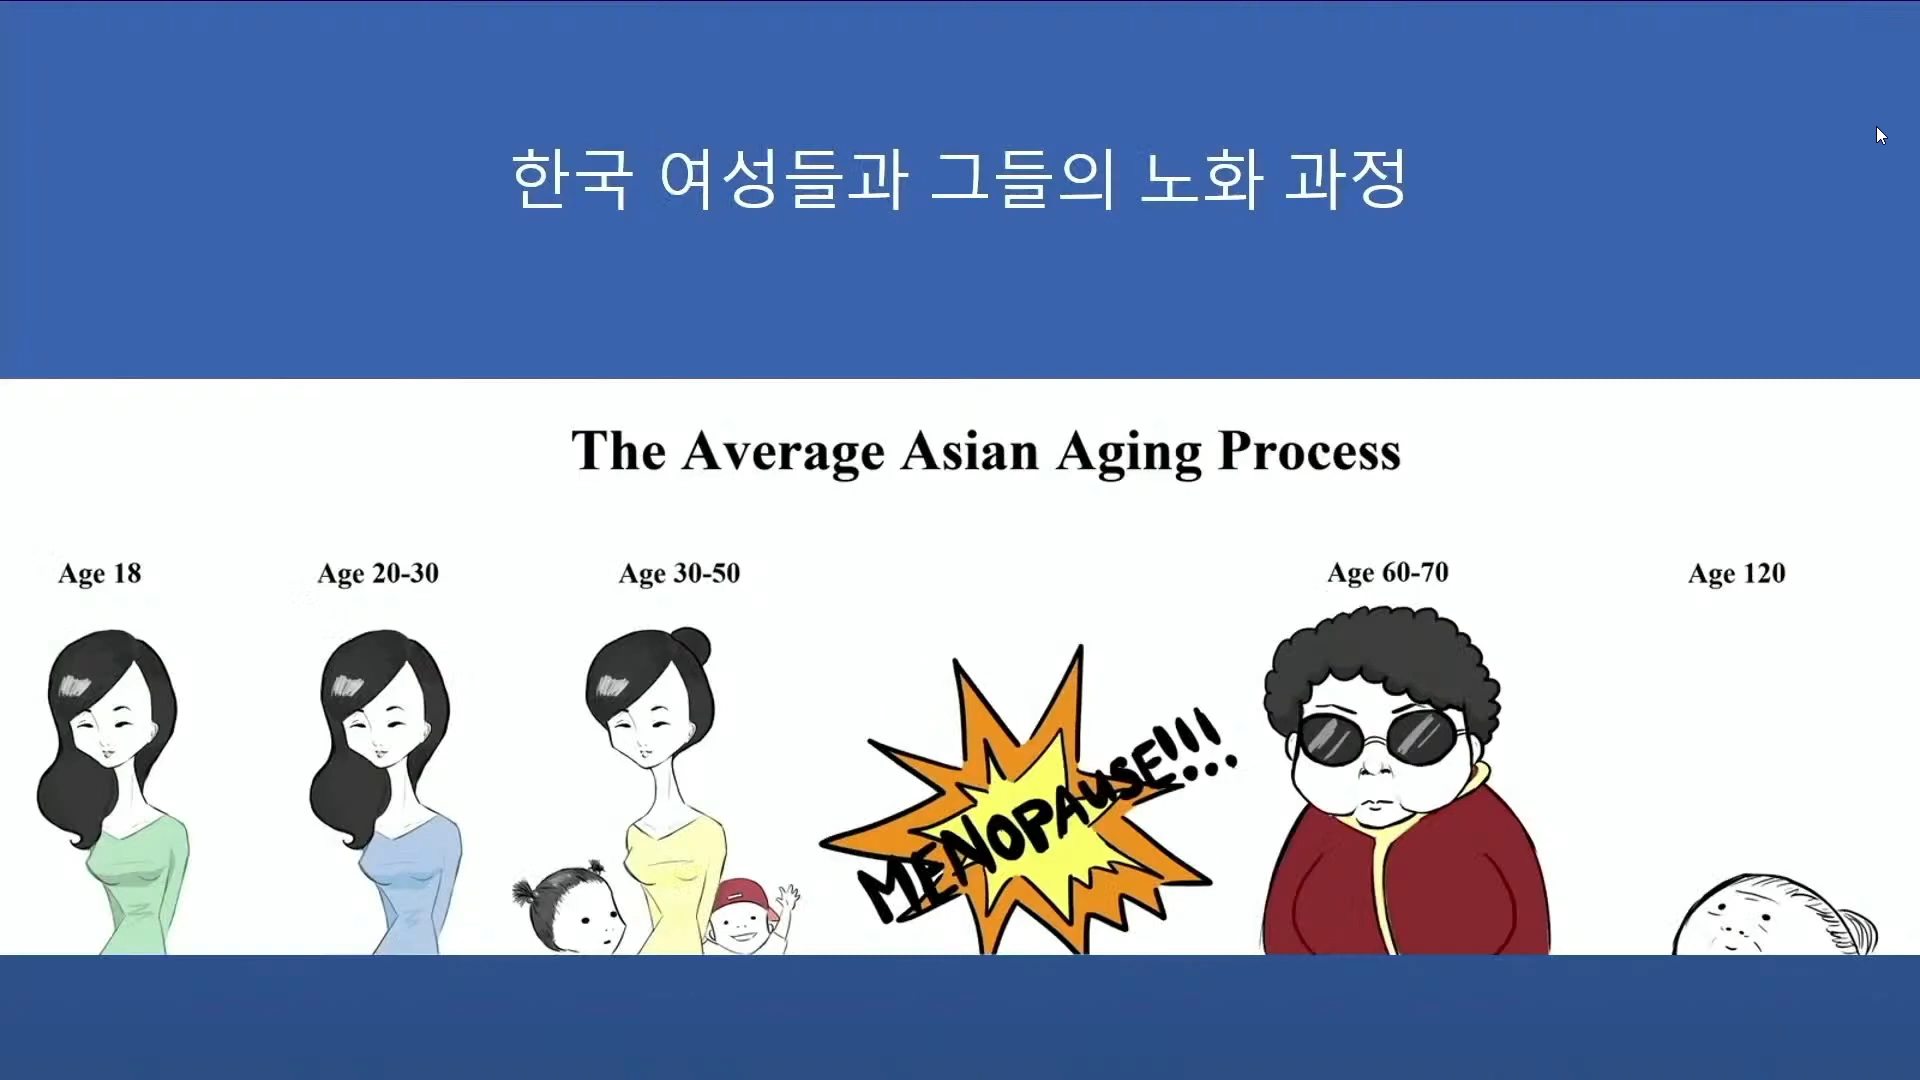 한국 여성들과 그들의 노화 과정
The Average Asian Aging Process
Age 18
Age 20-30
Age 30-50
Age 60-70
Age 120
MENOPAUSE!!!